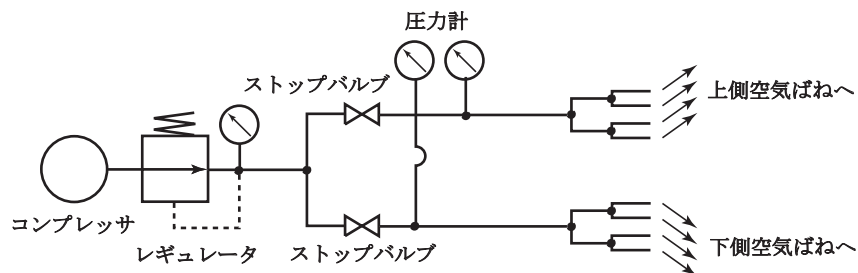 圧力計
ストップバルブ
上側空気ばねへ
コンプレッサ
レギュレータ
ストップバルブ
下側空気ばねへ